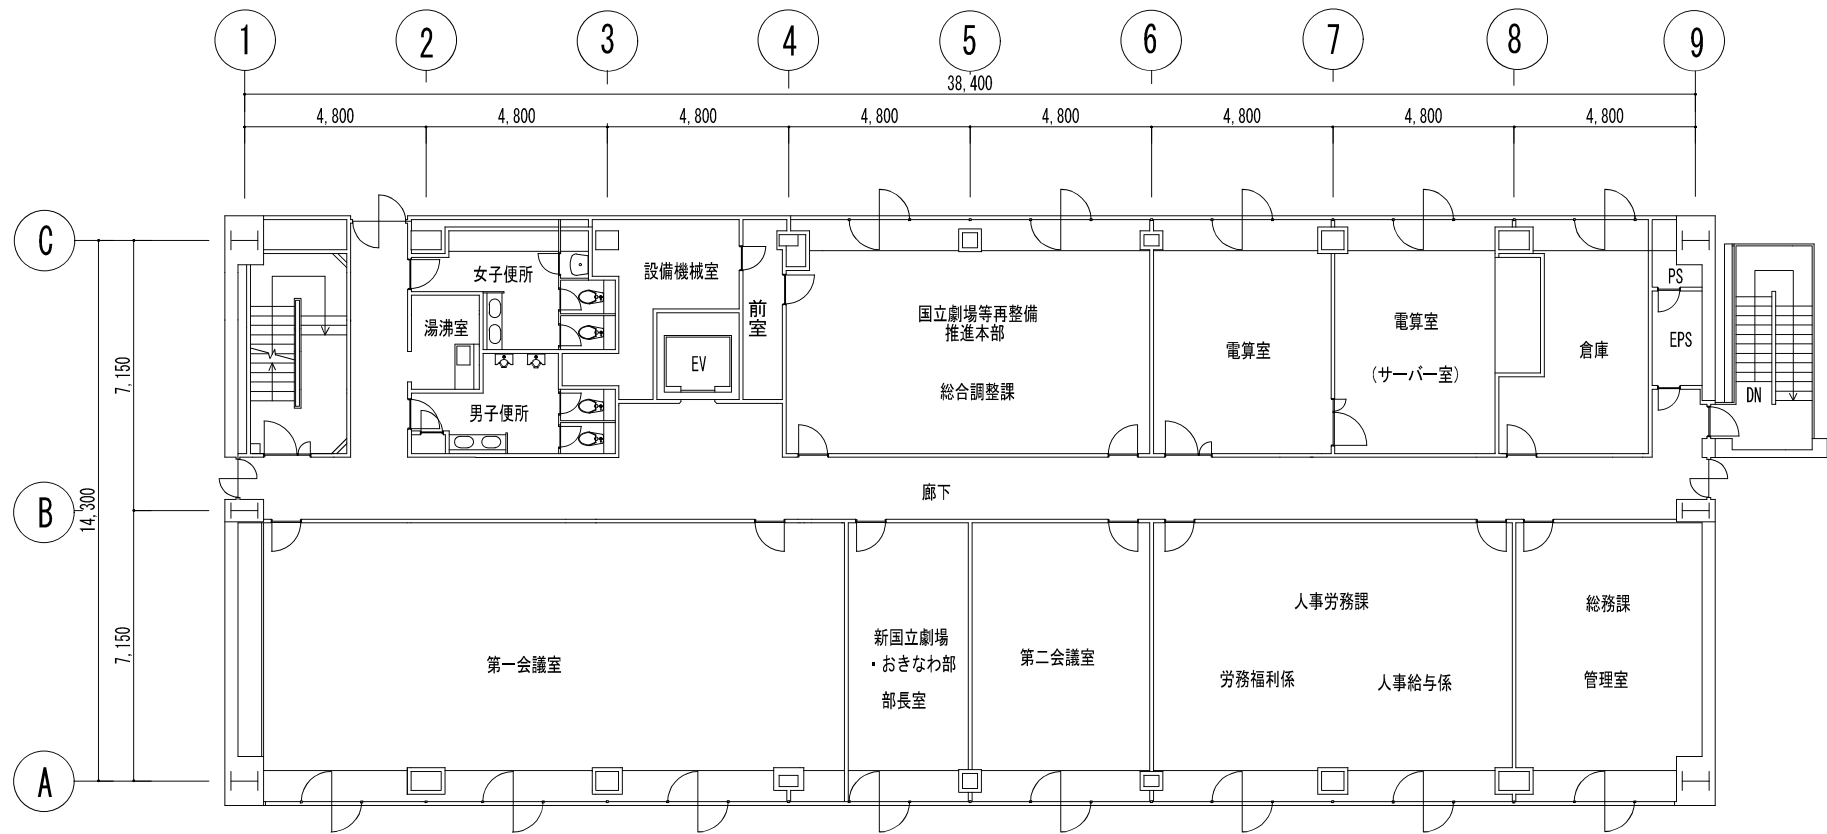 1 2 3 4 5 6 7 8 9
38,400
4,800 4,800 4,800 4,800 4,800 4,800 4,800 4,800
C
B
A
7,150
14,300
7,150
女子便所
設備機械室
湯沸室
前室
EV
男子便所
国立劇場等再整備
推進本部
総合調整課
電算室
電算室
(サーバー室)
倉庫
PS
EPS
DN
廊下
第一会議室
新国立劇場
・おきなわ部
部長室
第二会議室
人事労務課
労務福利係
人事給与係
総務課
管理室